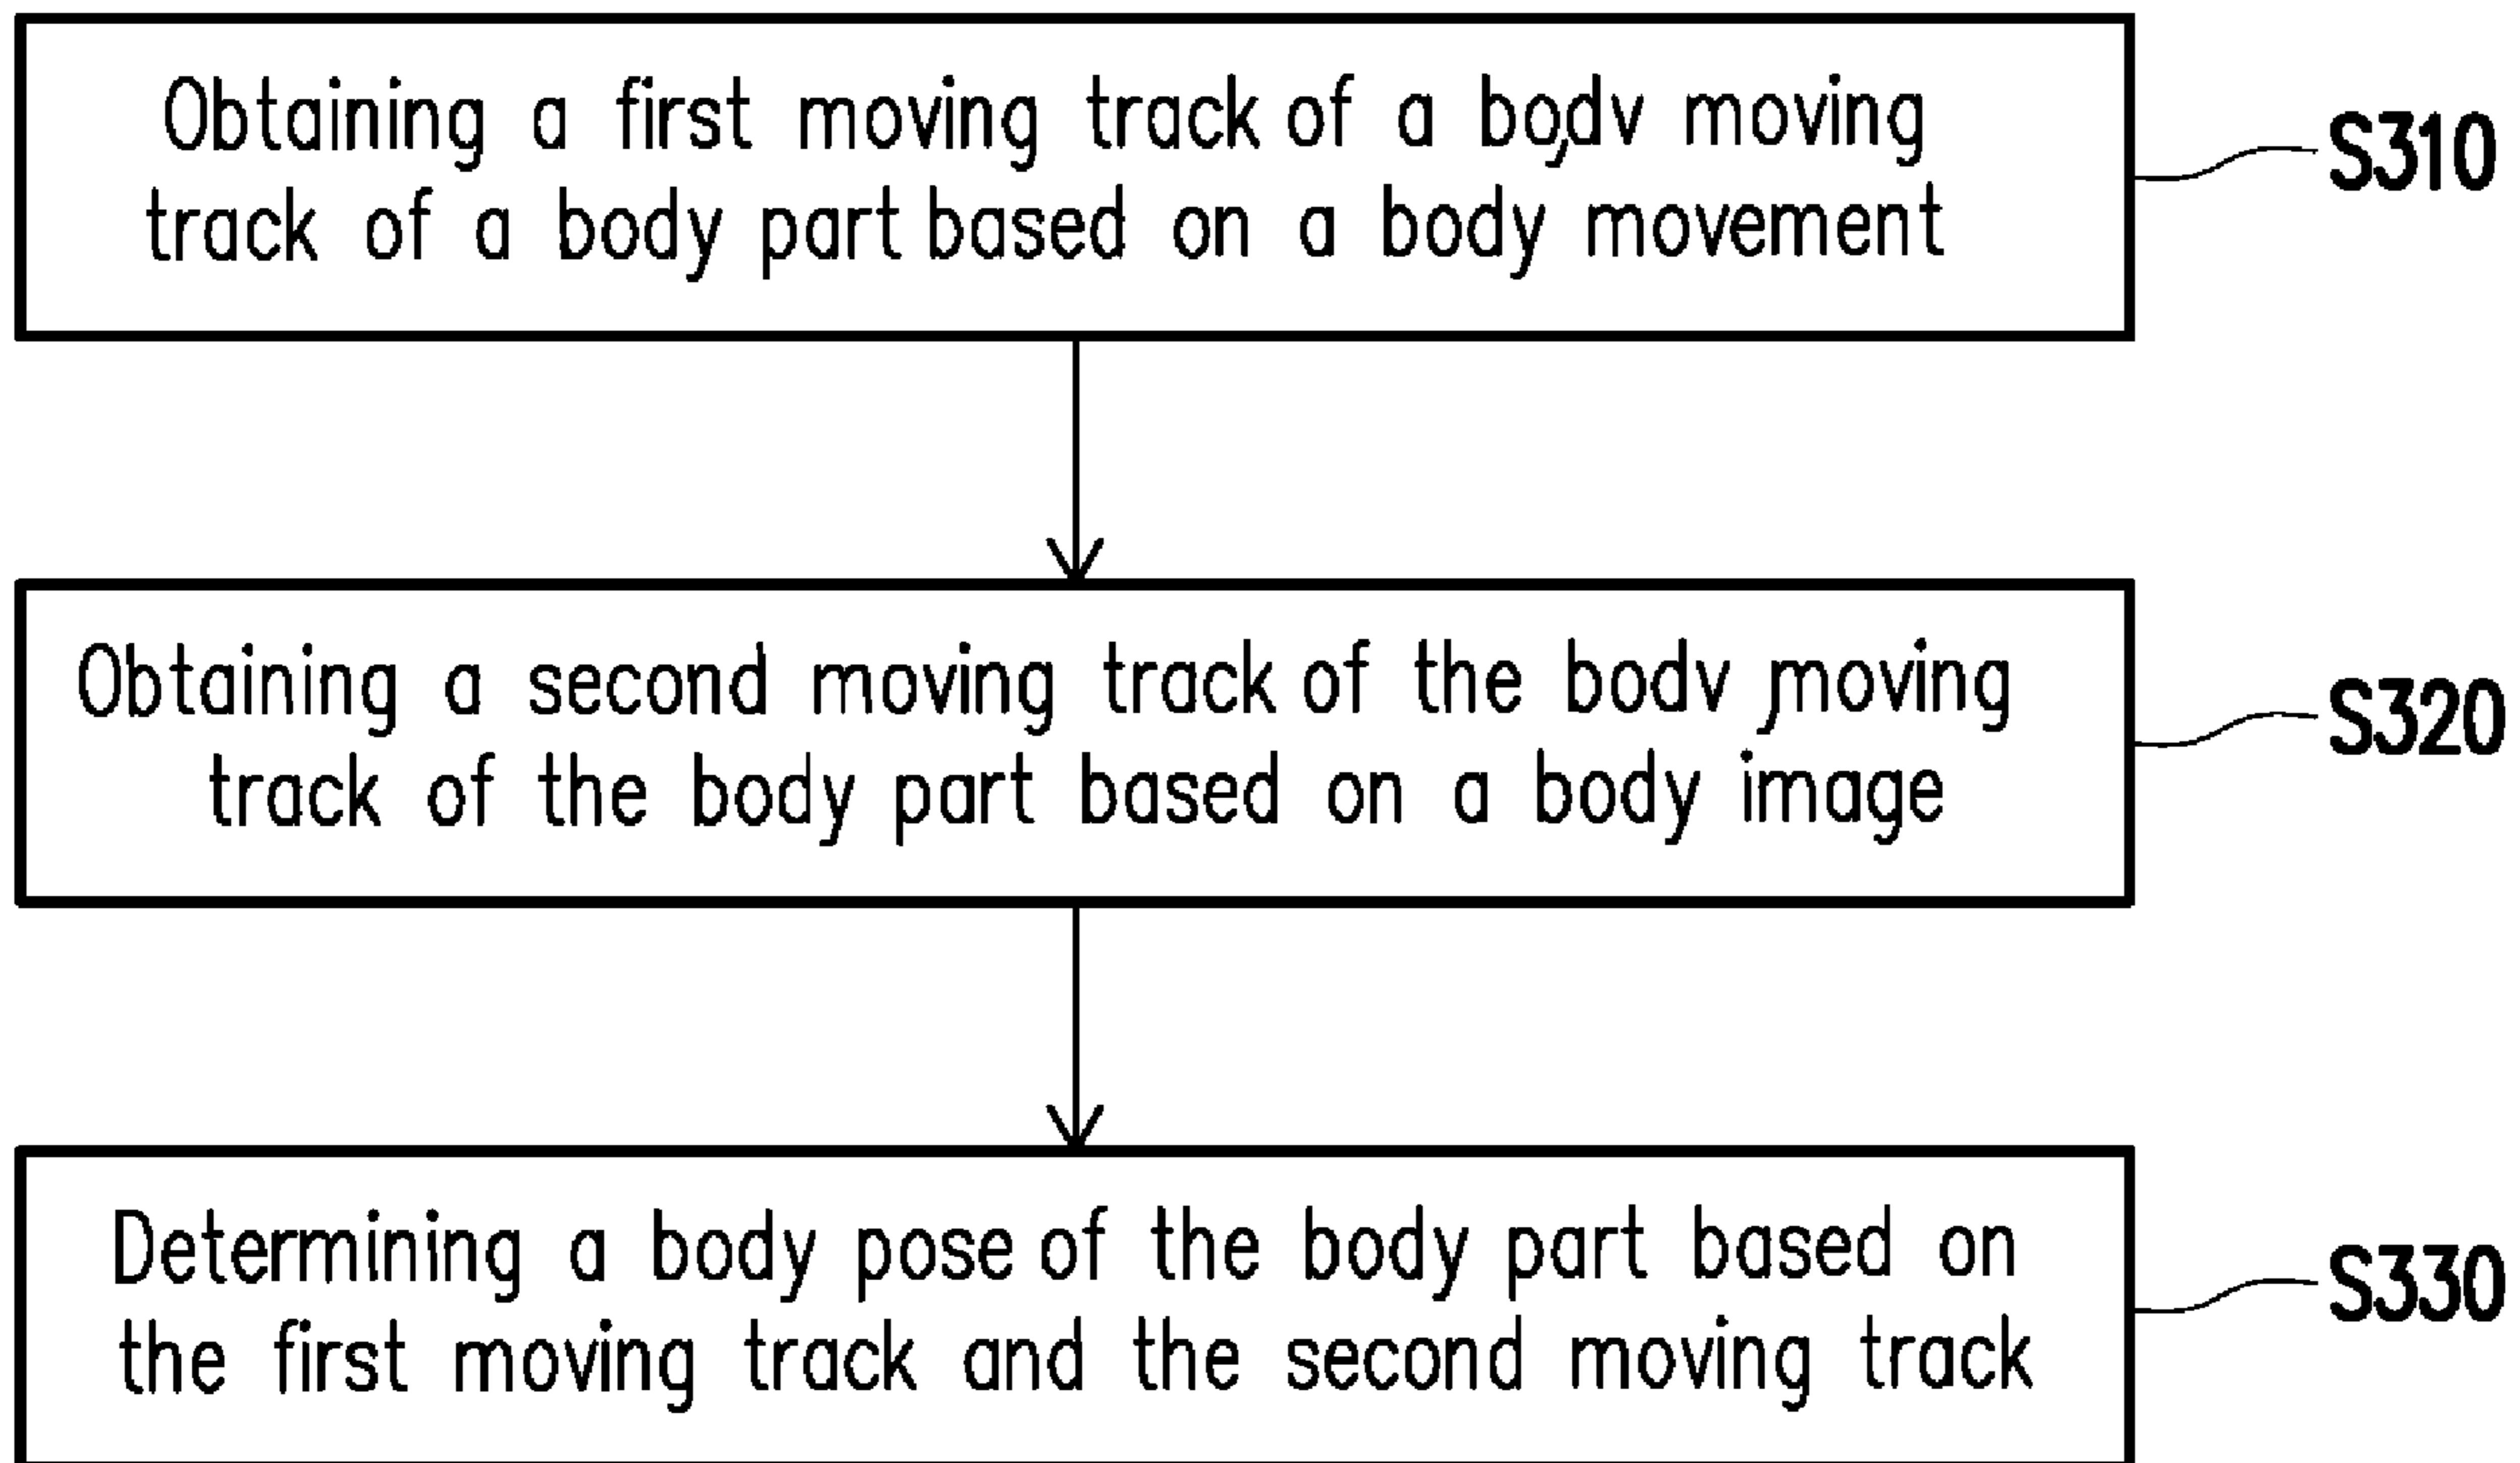 Obtaining a first moving track of a body moving
track of a body part based on a body movement
S310
Obtaining a second moving track of the body moving
track of the body part based on a body image
S320
Determining a body pose of the body part based on
the first moving track and the second moving track
S330